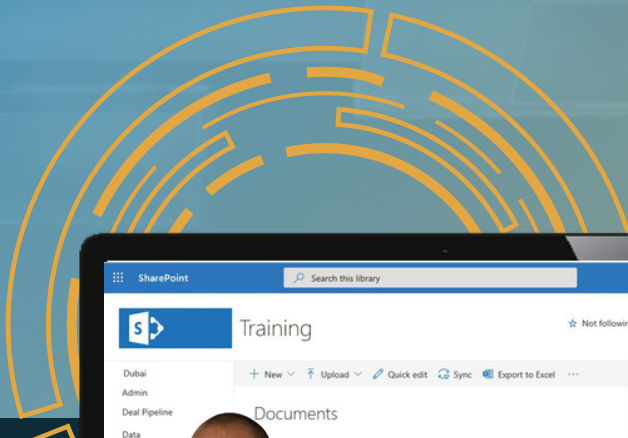 SharePoint
Search this library
S
Training
Not followin
Dubai
Admin
Deal Pipeline
Data
New
Upload
Quick edit
Sync
Export to Excel
Documents